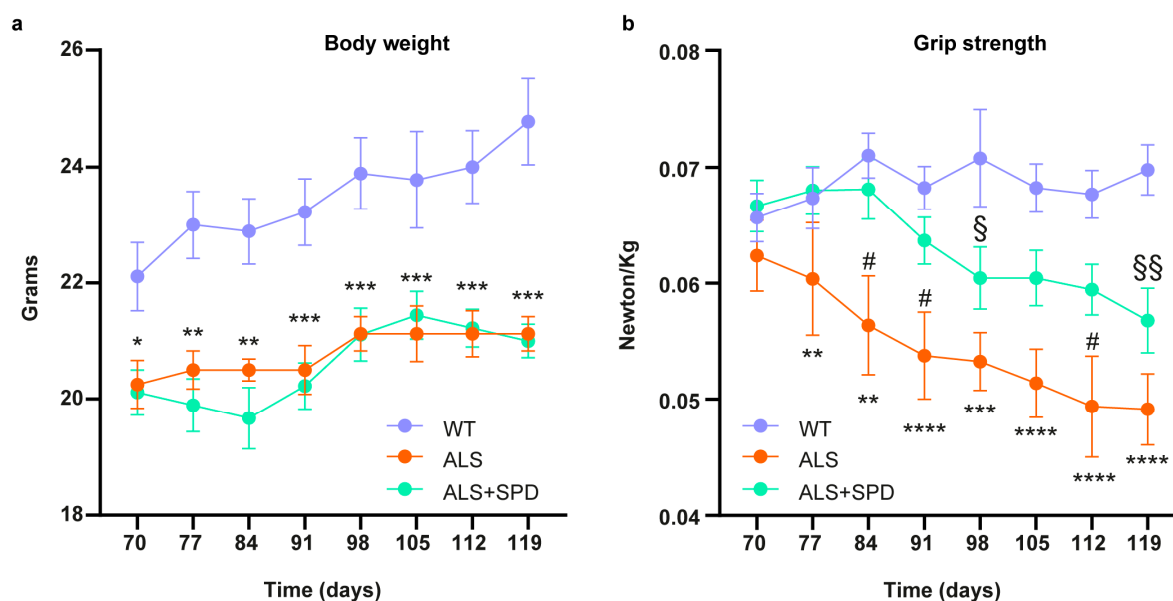 a
Body weight
26
24
22
20
18
Grams
* ** ** *** *** *** *** ***
WT
ALS
ALS+SPD
70 77 84 91 98 105 112 119
Time (days)
b
Grip strength
0.08
0.07
0.06
0.05
0.04
Newton/Kg
§
§§
#
#
#
**
**
****
***
****
****
****
WT
ALS
ALS+SPD
70 77 84 91 98 105 112 119
Time (days)